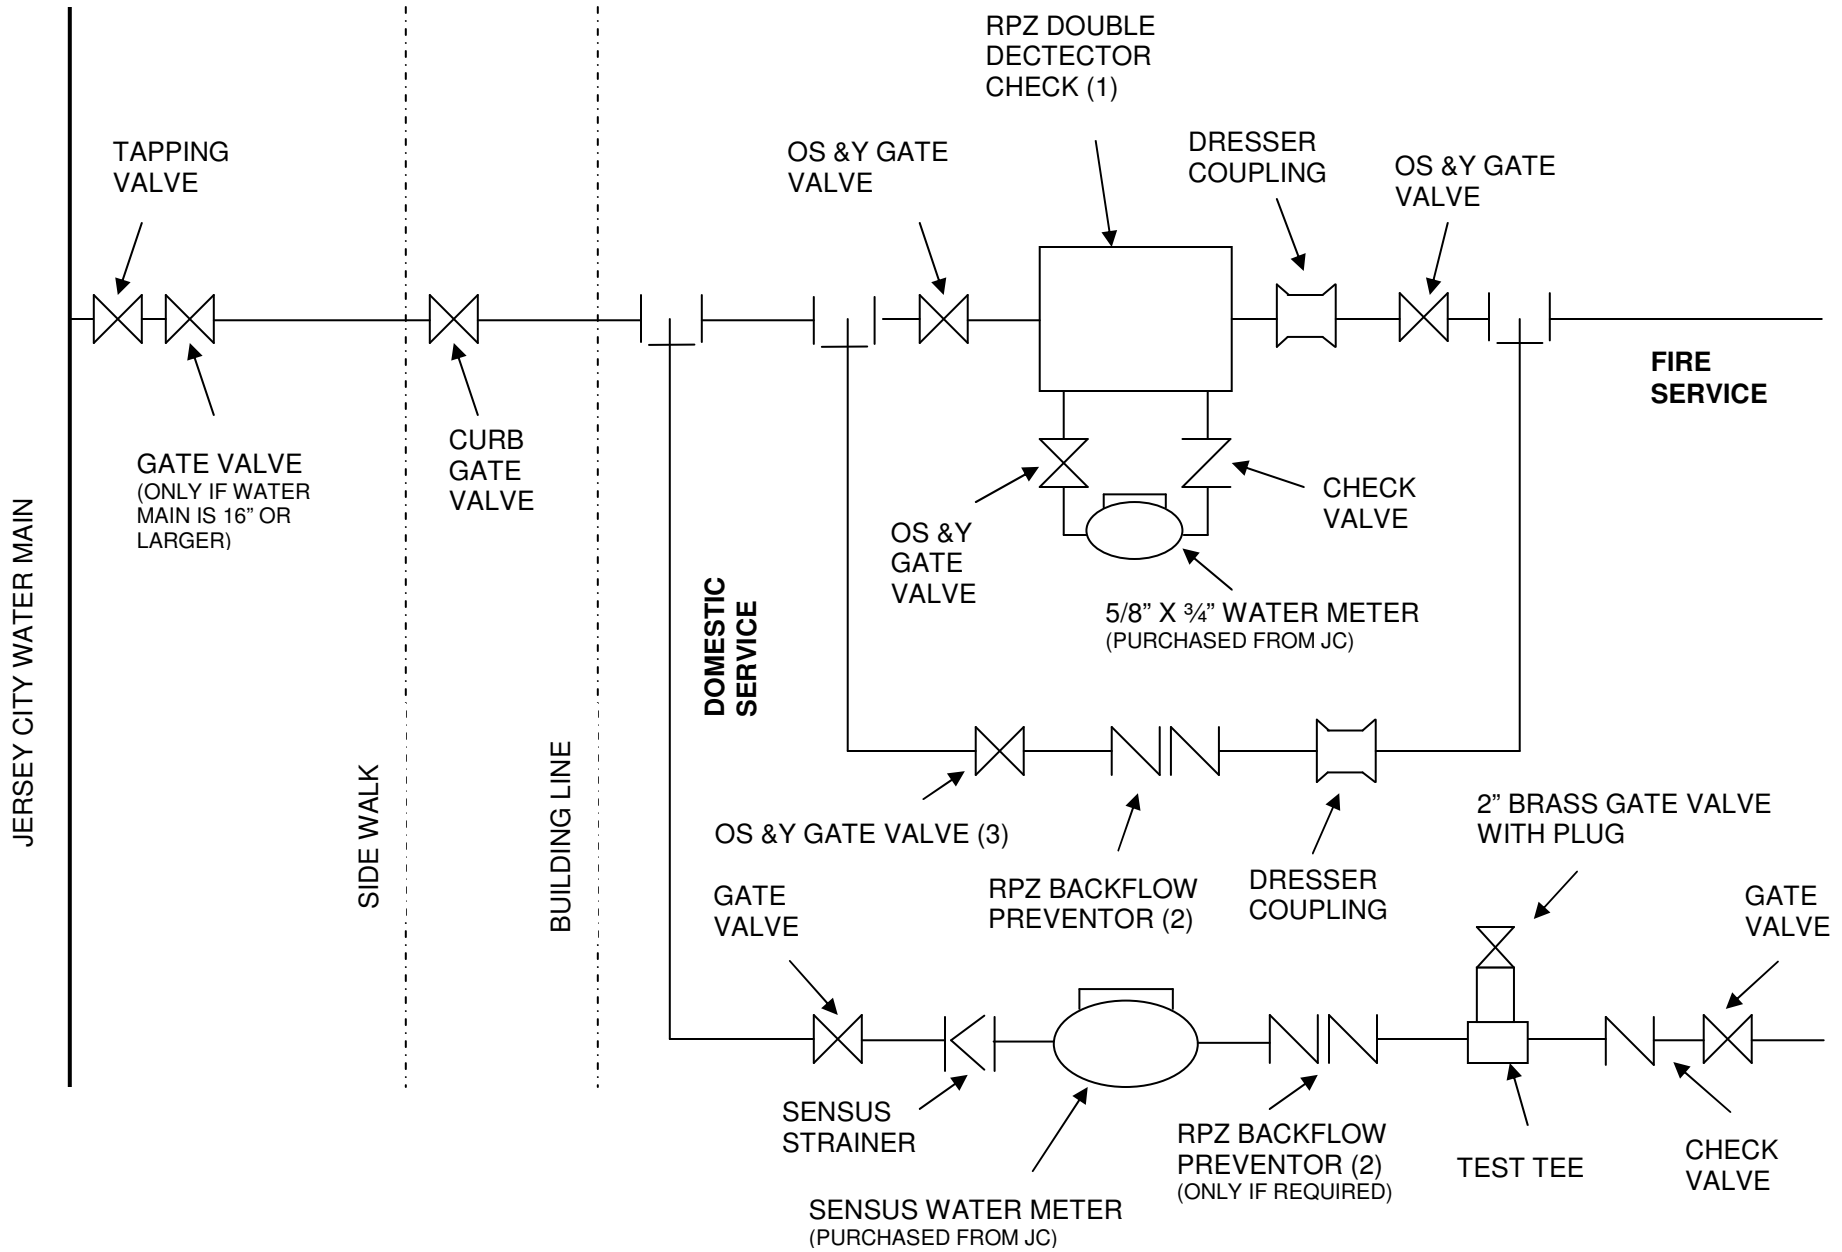 RPZ DOUBLE
DECTECTOR
CHECK (1)
TAPPING
VALVE
OS &Y GATE
VALVE
DRESSER
COUPLING
OS &Y GATE
VALVE
FIRE
SERVICE
GATE VALVE
(ONLY IF WATER
MAIN IS 16” OR
LARGER)
CURB
GATE
VALVE
OS &Y
GATE
VALVE
CHECK
VALVE
5/8” X ¾” WATER METER
(PURCHASED FROM JC)
JERSEY CITY WATER MAIN
SIDE WALK
BUILDING LINE
DOMESTIC
SERVICE
OS &Y GATE VALVE (3)
RPZ BACKFLOW
PREVENTOR (2)
DRESSER
COUPLING
2” BRASS GATE VALVE
WITH PLUG
GATE
VALVE
GATE
VALVE
SENSUS
STRAINER
SENSUS WATER METER
(PURCHASED FROM JC)
RPZ BACKFLOW
PREVENTOR (2)
(ONLY IF REQUIRED)
TEST TEE
CHECK
VALVE